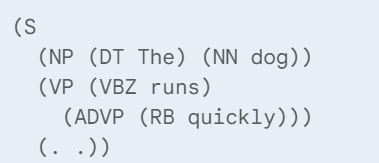 (S
  (NP (DT The) (NN dog))
  (VP (VBZ runs)
    (ADVP (RB quickly)))
  (. .))